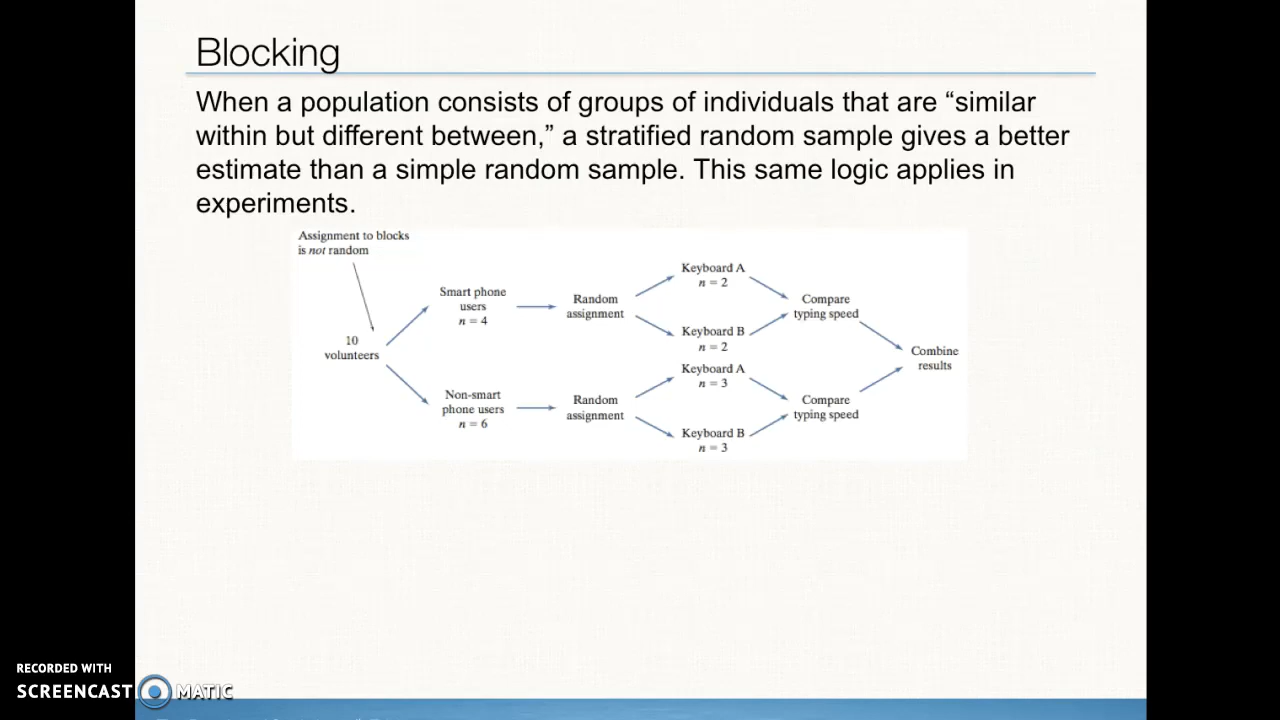 Blocking
When a population consists of groups of individuals that are “similar
within but different between,” a stratified random sample gives a better
estimate than a simple random sample. This same logic applies in
experiments.
Assignment to blocks
is not random
10
volunteers
Smart phone
users
n = 4
Random
assignment
Keyboard A
n = 2
Keyboard B
n = 2
Compare
typing speed
Non-smart
phone users
n = 6
Random
assignment
Keyboard A
n = 3
Keyboard B
n = 3
Compare
typing speed
Combine
results
RECORDED WITH
SCREENCAST MATIC